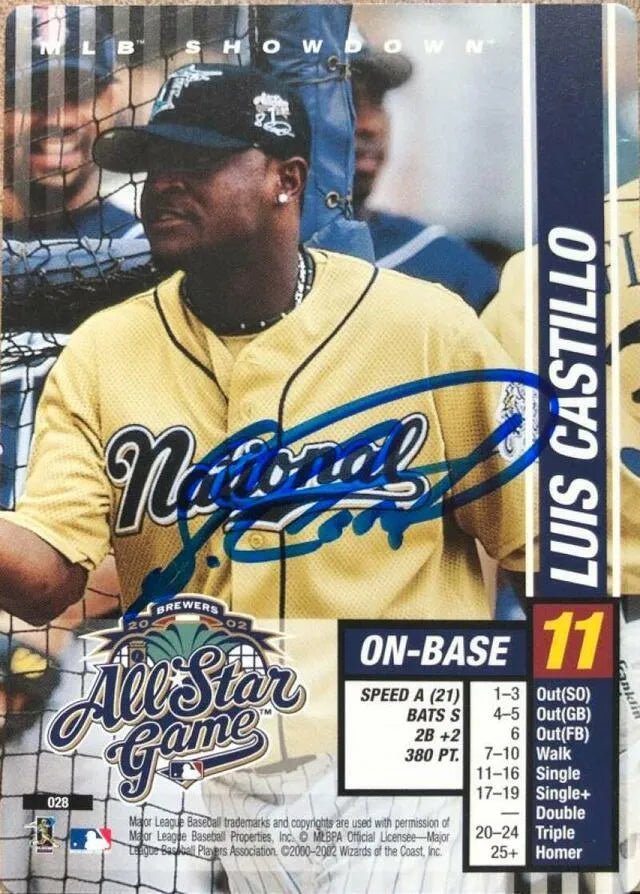 MLB™ SHOWDOWN™
LUIS CASTILLO
National
BREWERS
2002
All Star
Game™
ON-BASE 11
SPEED A (21)
BATS S
2B +2
380 PT.
1–3 Out(SO)
4–5 Out(GB)
6 Out(FB)
7–10 Walk
11–16 Single
17–19 Single+
— Double
20–24 Triple
25+ Homer
028
Major League Baseball trademarks and copyrights are used with permission of
Major League Baseball Properties, Inc. © MLBPA Official Licensee—Major
League Baseball Players Association. ©2000–2002 Wizards of the Coast, Inc.